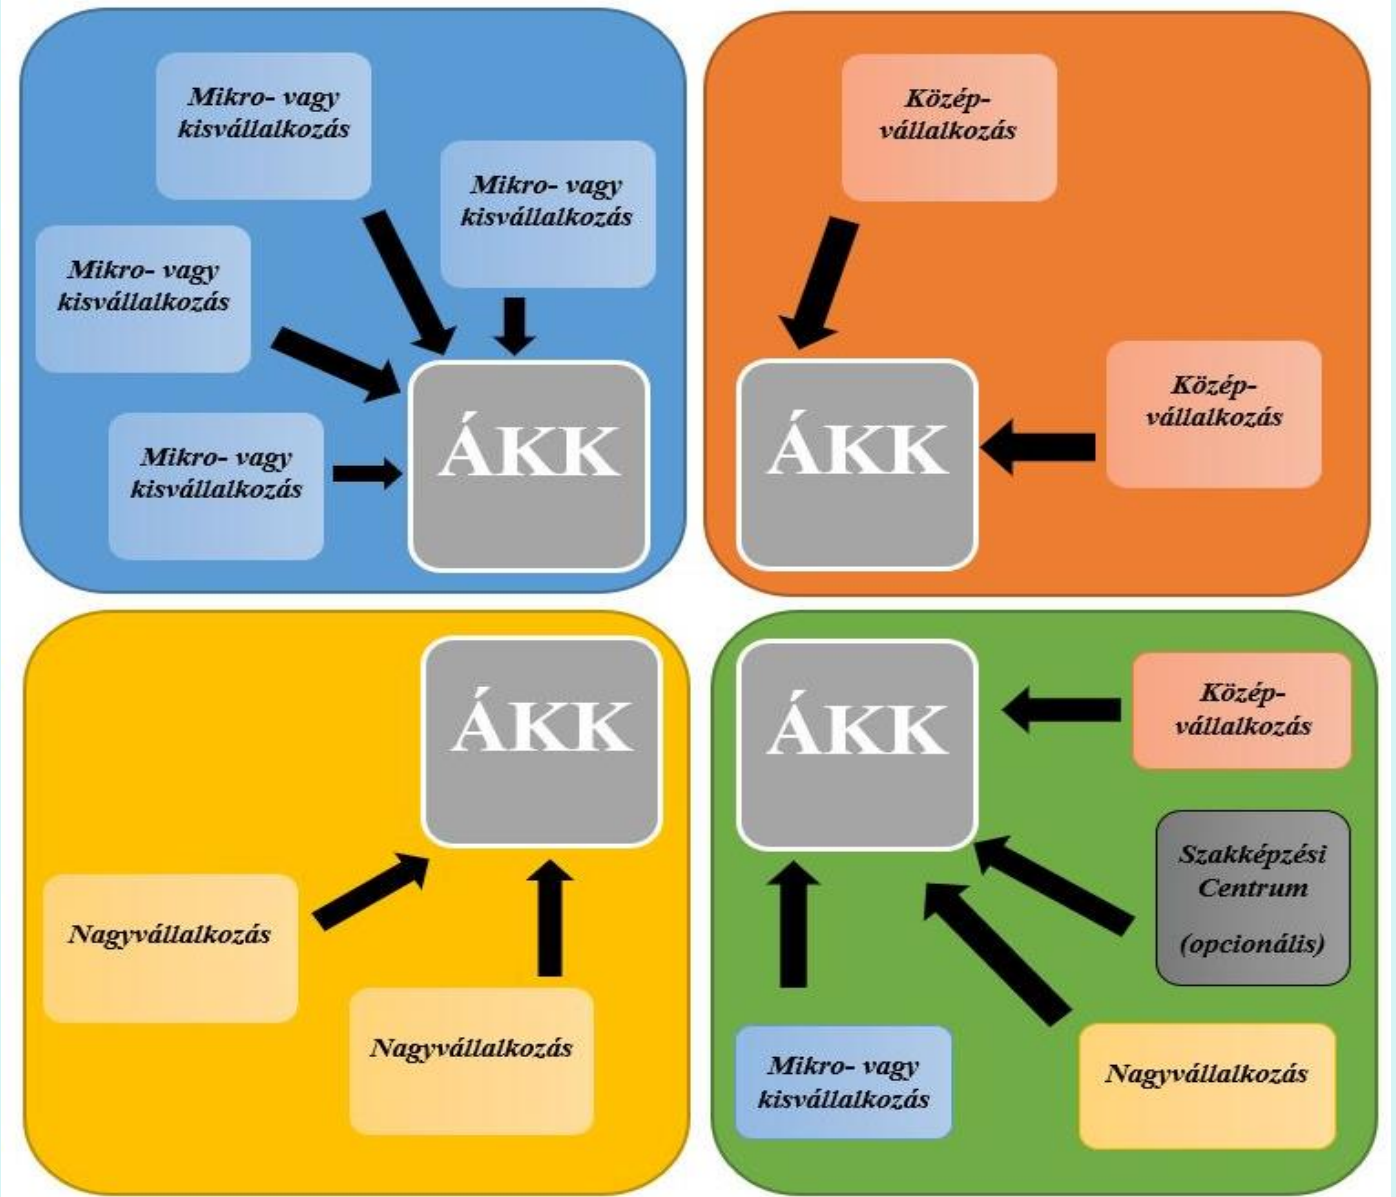 Mikro- vagy
kisvállalkozás
Mikro- vagy
kisvállalkozás
Mikro- vagy
kisvállalkozás
Mikro- vagy
kisvállalkozás
ÁKK
Közép-
vállalkozás
Közép-
vállalkozás
ÁKK
ÁKK
Nagyvállalkozás
Nagyvállalkozás
ÁKK
Közép-
vállalkozás
Szakképzési
Centrum
(opcionális)
Mikro- vagy
kisvállalkozás
Nagyvállalkozás